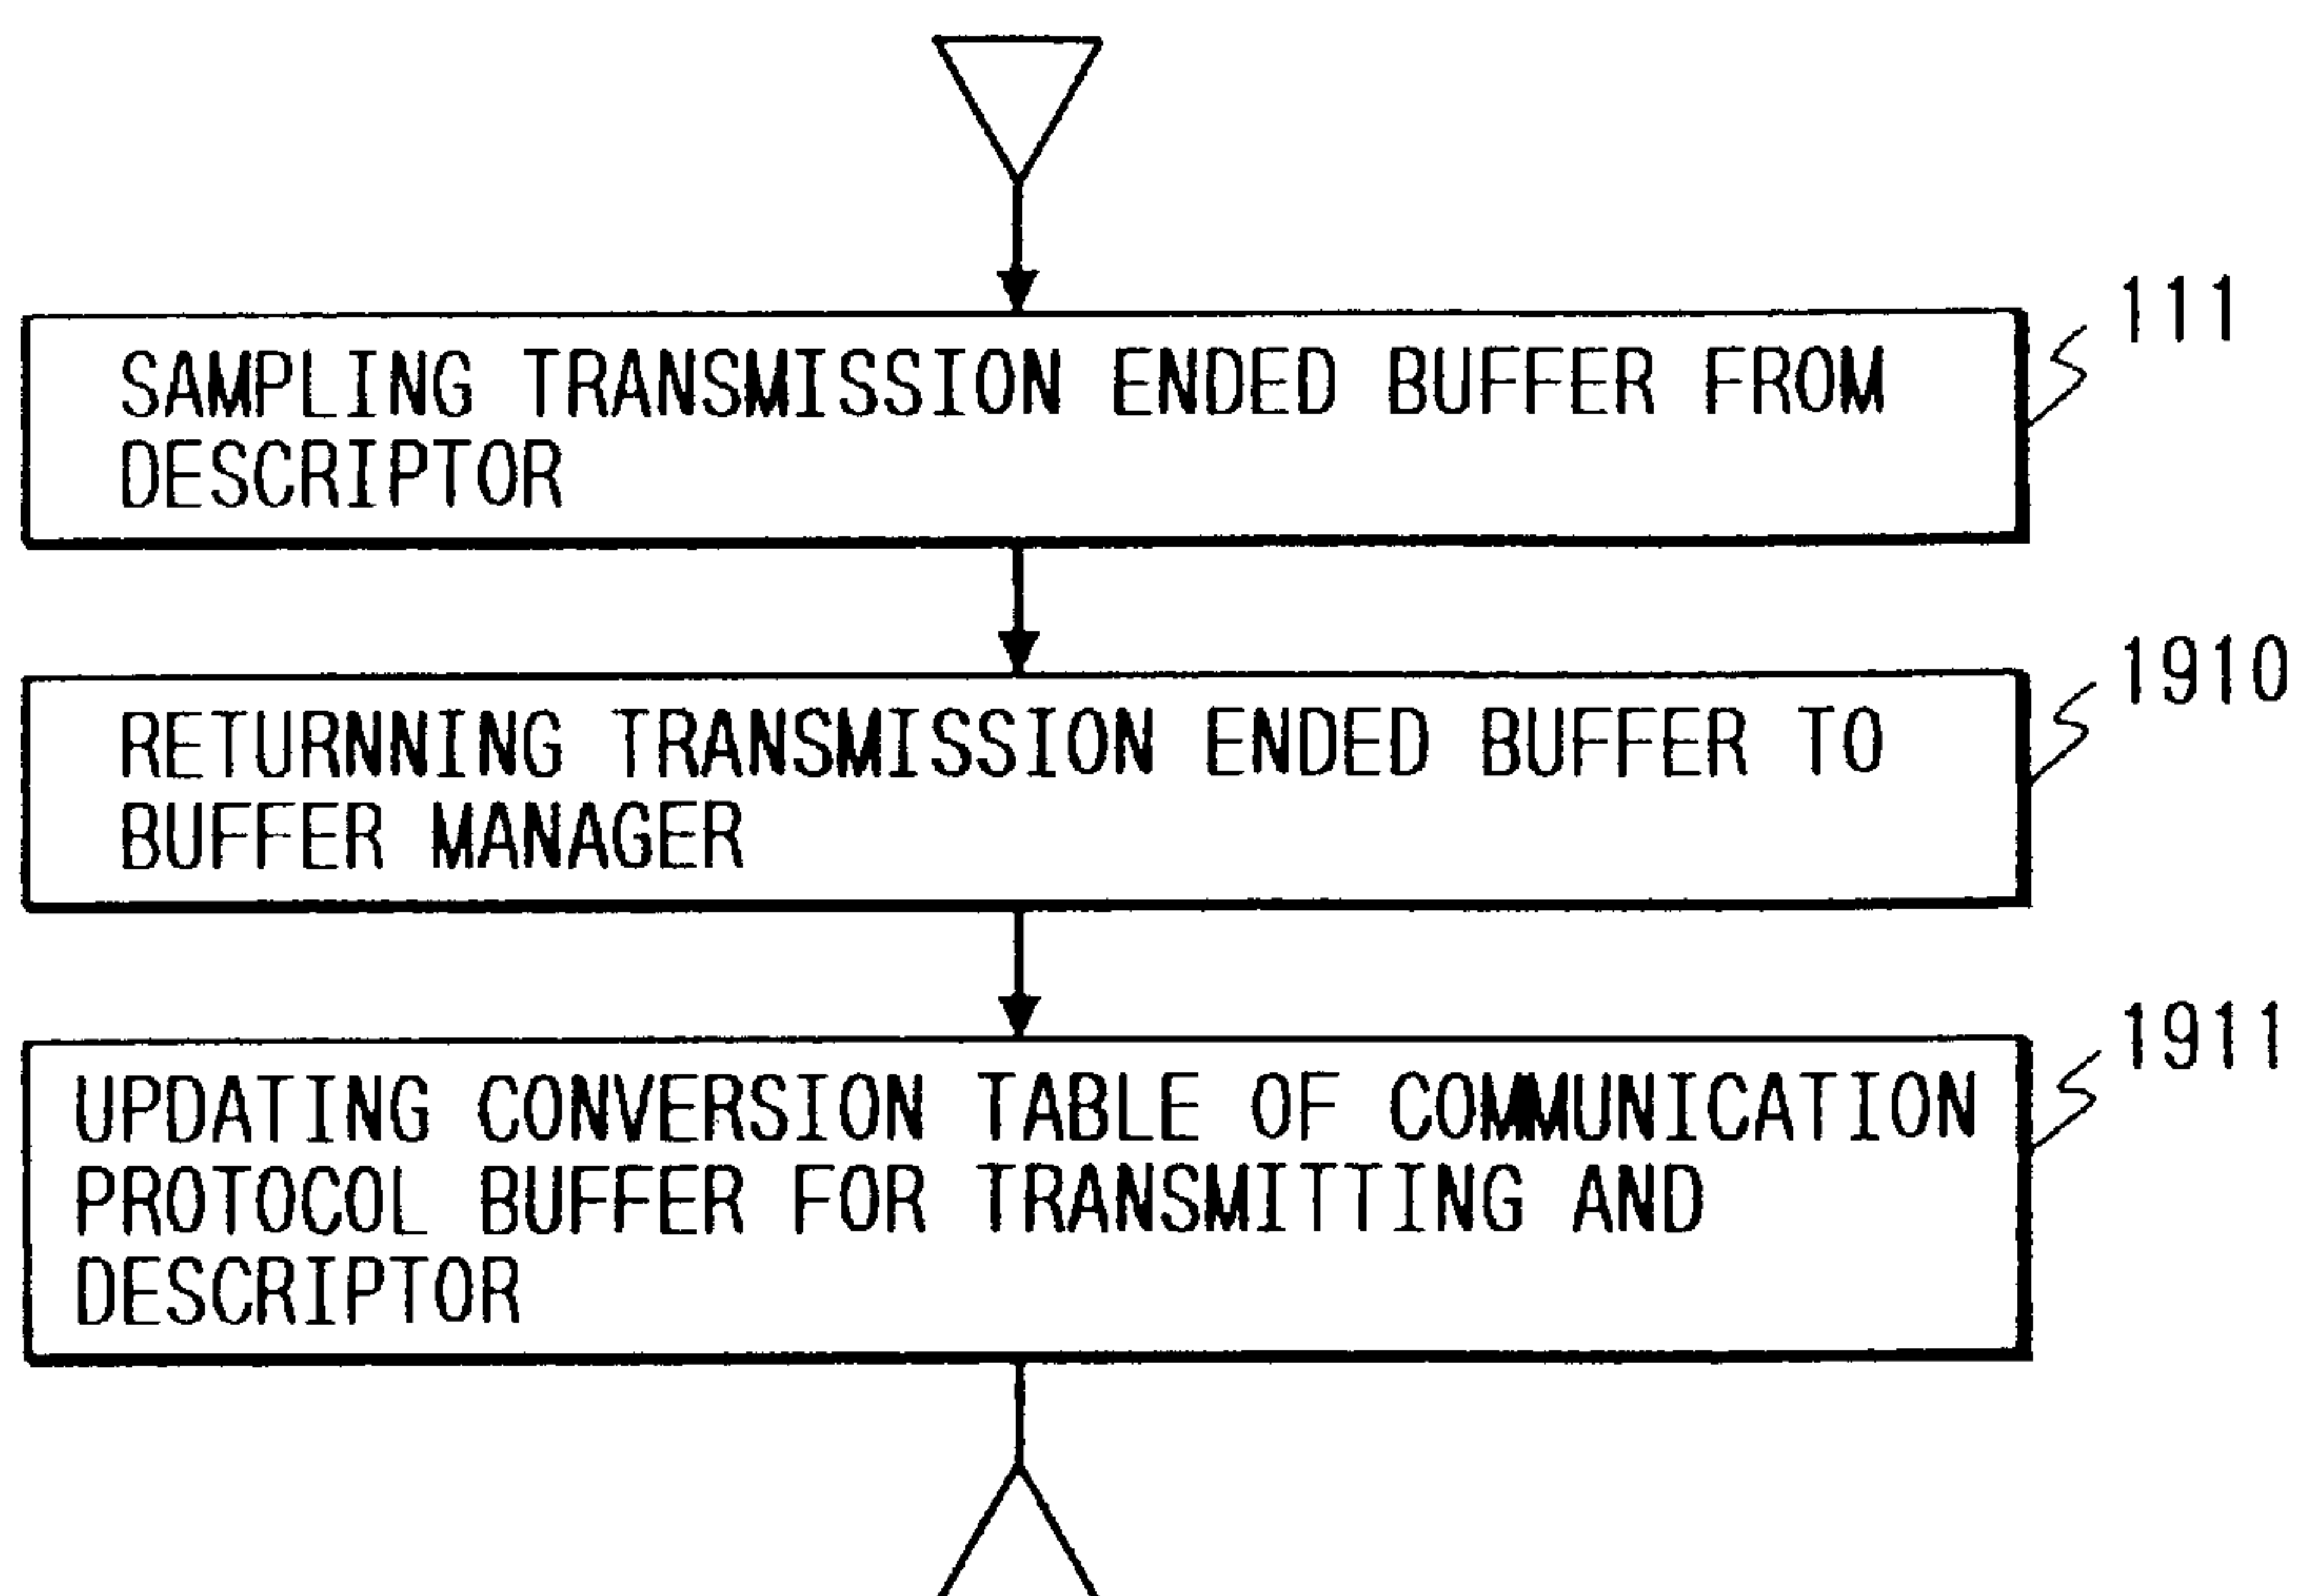 111
SAMPLING TRANSMISSION ENDED BUFFER FROM
DESCRIPTOR
1910
RETURNNING TRANSMISSION ENDED BUFFER TO
BUFFER MANAGER
1911
UPDATING CONVERSION TABLE OF COMMUNICATION
PROTOCOL BUFFER FOR TRANSMITTING AND
DESCRIPTOR